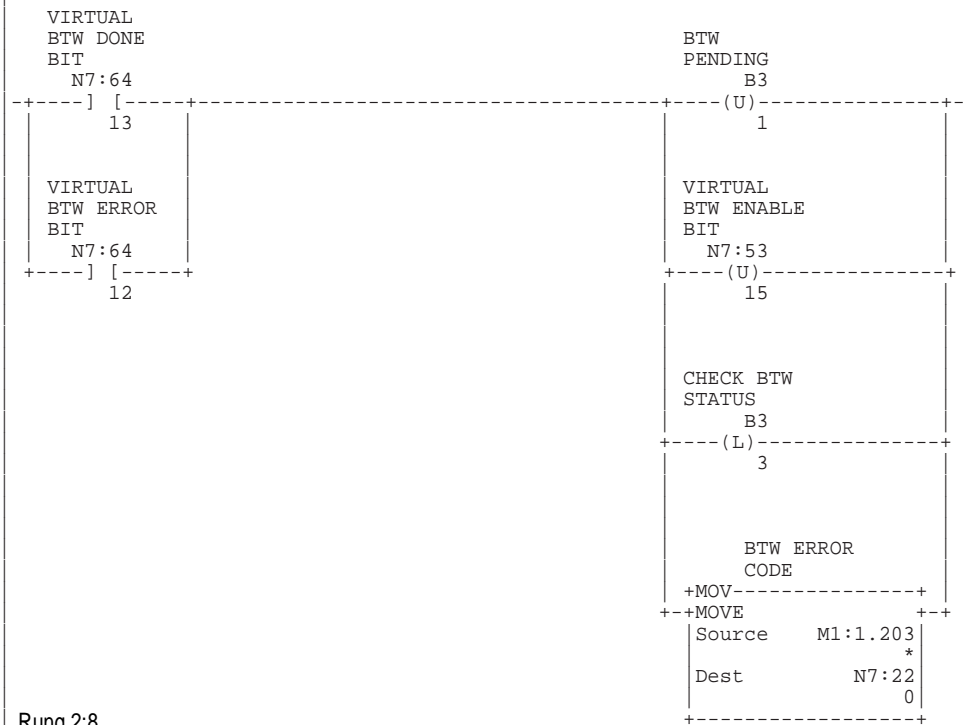 VIRTUAL
BTW DONE
BIT
N7:64
] [
13
BTW
PENDING
B3
(U)
1
VIRTUAL
BTW ERROR
BIT
N7:64
] [
12
VIRTUAL
BTW ENABLE
BIT
N7:53
(U)
15
CHECK BTW
STATUS
B3
(L)
3
BTW ERROR
CODE
MOV
MOVE
Source M1:1.203
*
Dest N7:22
0
Rung 2:8